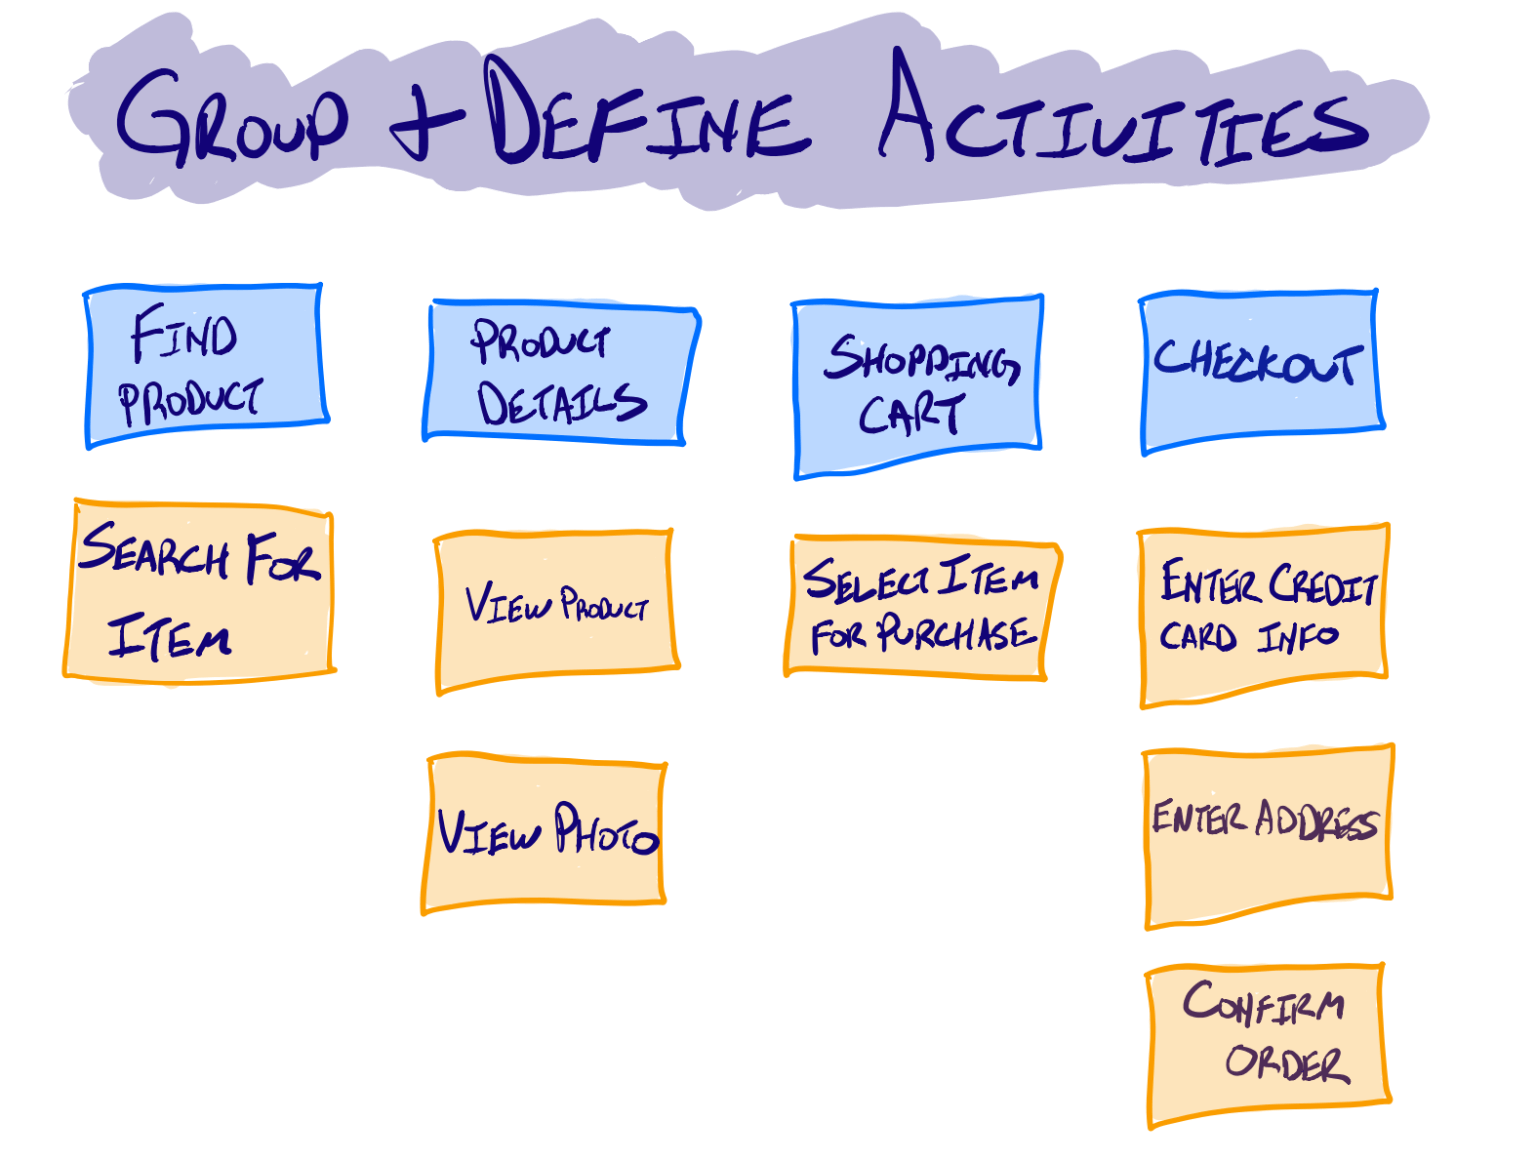 GROUP + DEFINE ACTIVITIES
FIND
PRODUCT
PRODUCT
DETAILS
SHOPPING
CART
CHECKOUT
SEARCH FOR
ITEM
VIEW PRODUCT
SELECT ITEM
FOR PURCHASE
ENTER CREDIT
CARD INFO
VIEW PHOTO
ENTER ADDRESS
CONFIRM
ORDER